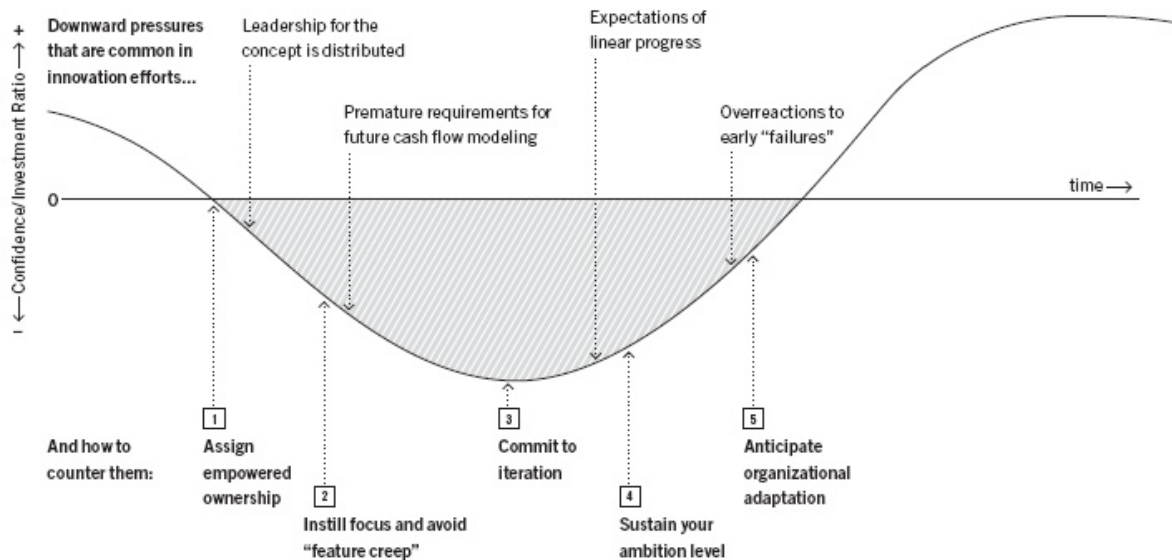 Downward pressures
that are common in
innovation efforts...
Leadership for the
concept is distributed
Premature requirements for
future cash flow modeling
Expectations of
linear progress
Overreactions to
early “failures”
+
Confidence/Investment Ratio
–
0
time
And how to
counter them:
1
Assign
empowered
ownership
2
Instill focus and avoid
“feature creep”
3
Commit to
iteration
4
Sustain your
ambition level
5
Anticipate
organizational
adaptation